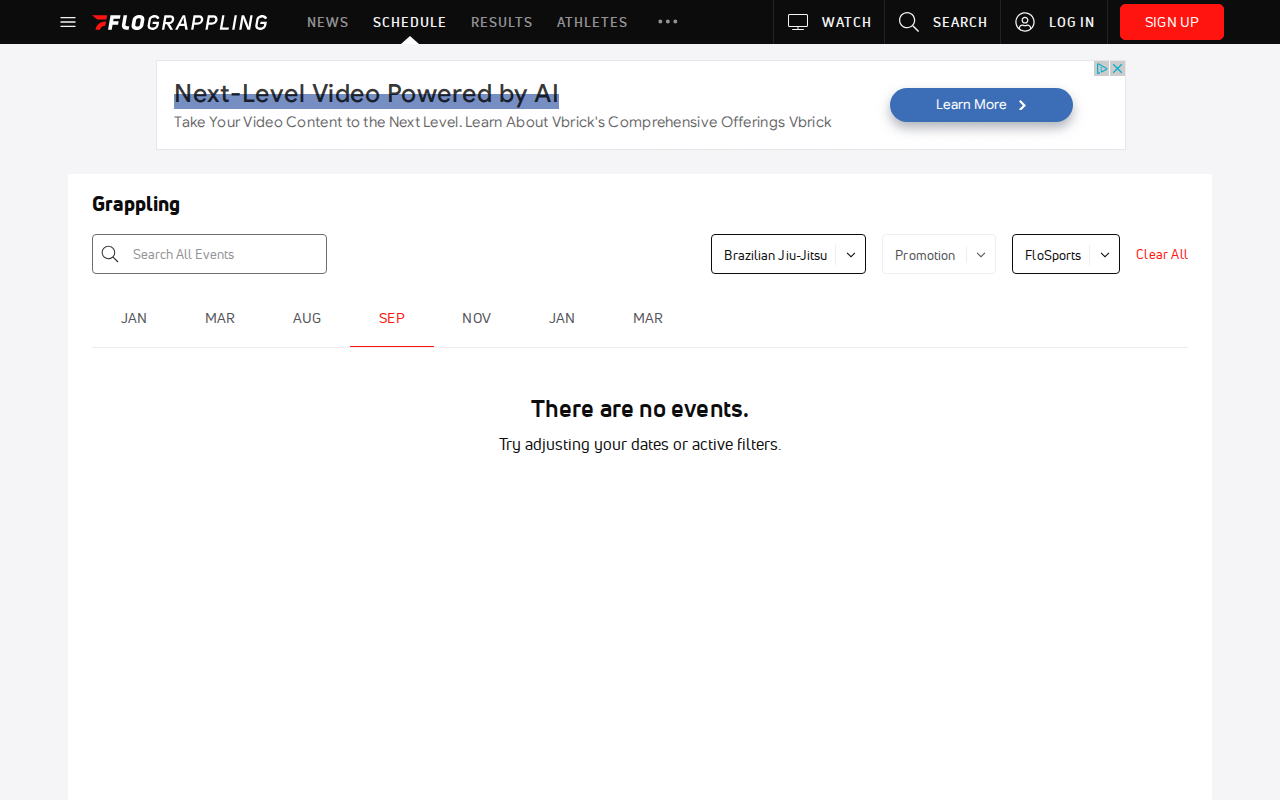 FLOGRAPPLING NEWS SCHEDULE RESULTS ATHLETES WATCH SEARCH LOG IN SIGN UP
Next-Level Video Powered by AI
Take Your Video Content to the Next Level. Learn About Vbrick's Comprehensive Offerings Vbrick
Learn More
Grappling
Search All Events Brazilian Jiu-Jitsu Promotion FloSports Clear All
JAN MAR AUG SEP NOV JAN MAR
There are no events.
Try adjusting your dates or active filters.